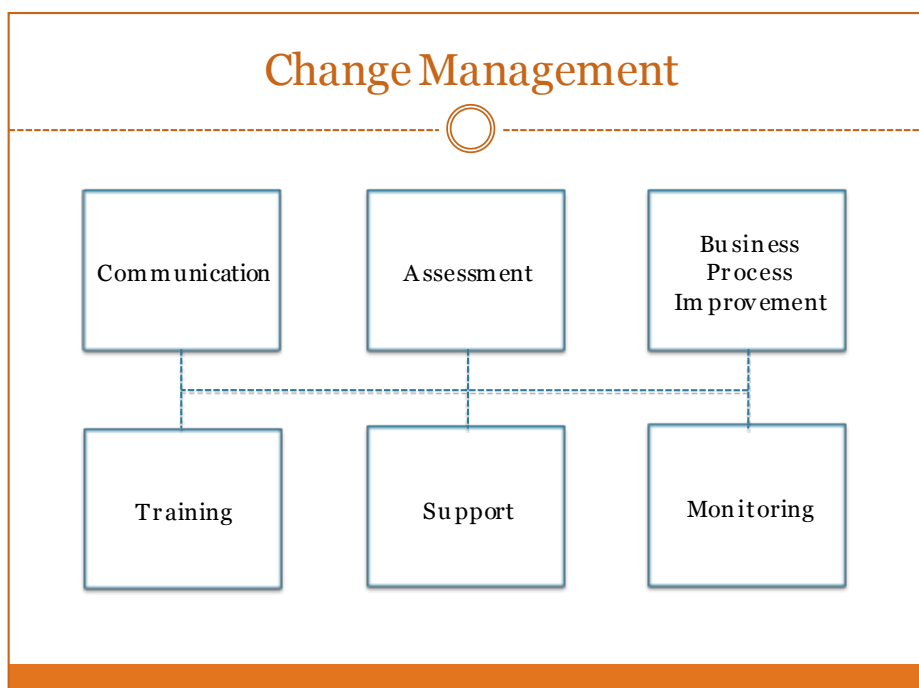 Change Management
Communication
Assessment
Business
Process
Improvement
Training
Support
Monitoring